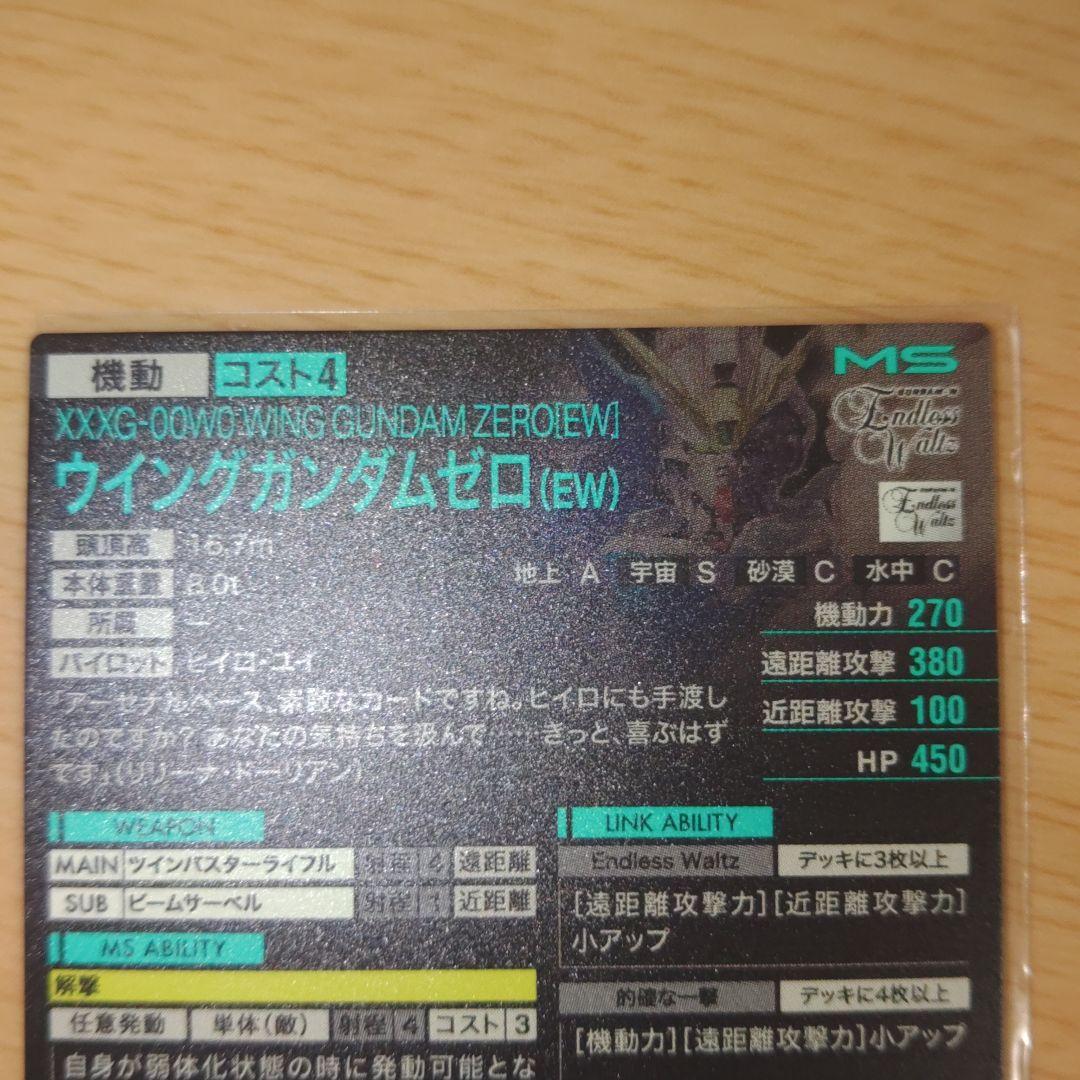 機動 コスト4
MS
XXXG-00W0 WING GUNDAM ZERO[EW]
Endless Waltz
ウイングガンダムゼロ(EW)
Endless Waltz
頭頂高 16.7m
本体重量 8.0t
地上 A 宇宙 S 砂漠 C 水中 C
所属 ー
パイロット ヒイロ・ユイ
機動力 270
遠距離攻撃 380
近距離攻撃 100
HP 450
「アーセナルベース、素敵なカードですね。ヒイロにも手渡し
たのですか? あなたの気持ちを汲んで……きっと、喜ぶはず
です」(リリーナ・ドーリアン)
WEAPON
MAIN ツインバスターライフル 射程 4 遠距離
SUB ビームサーベル 射程 1 近距離
MS ABILITY
解撃
任意発動 単体(敵) 射程 4 コスト 3
自身が弱体化状態の時に発動可能とな
LINK ABILITY
Endless Waltz デッキに3枚以上
[遠距離攻撃力][近距離攻撃力]
小アップ
的確な一撃 デッキに4枚以上
[機動力][遠距離攻撃力]小アップ